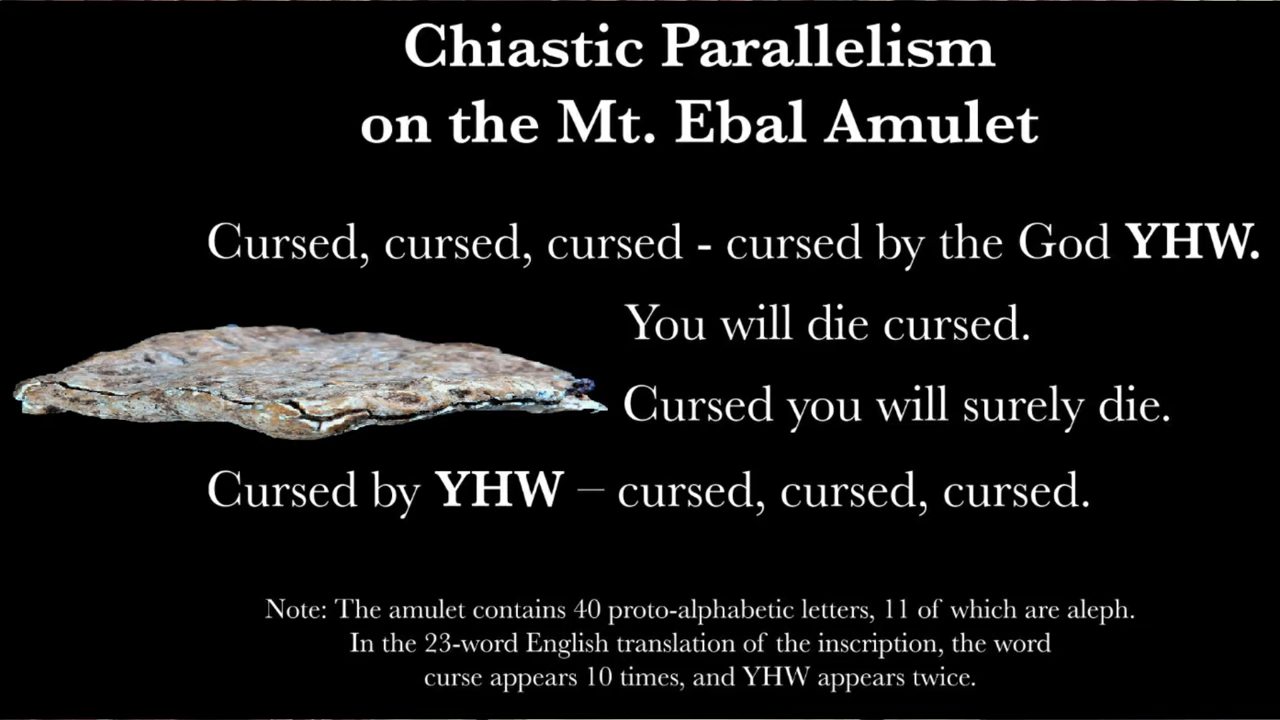 Chiastic Parallelism
on the Mt. Ebal Amulet
Cursed, cursed, cursed - cursed by the God YHW.
You will die cursed.
Cursed you will surely die.
Cursed by YHW – cursed, cursed, cursed.
Note: The amulet contains 40 proto-alphabetic letters, 11 of which are aleph.
In the 23-word English translation of the inscription, the word
curse appears 10 times, and YHW appears twice.